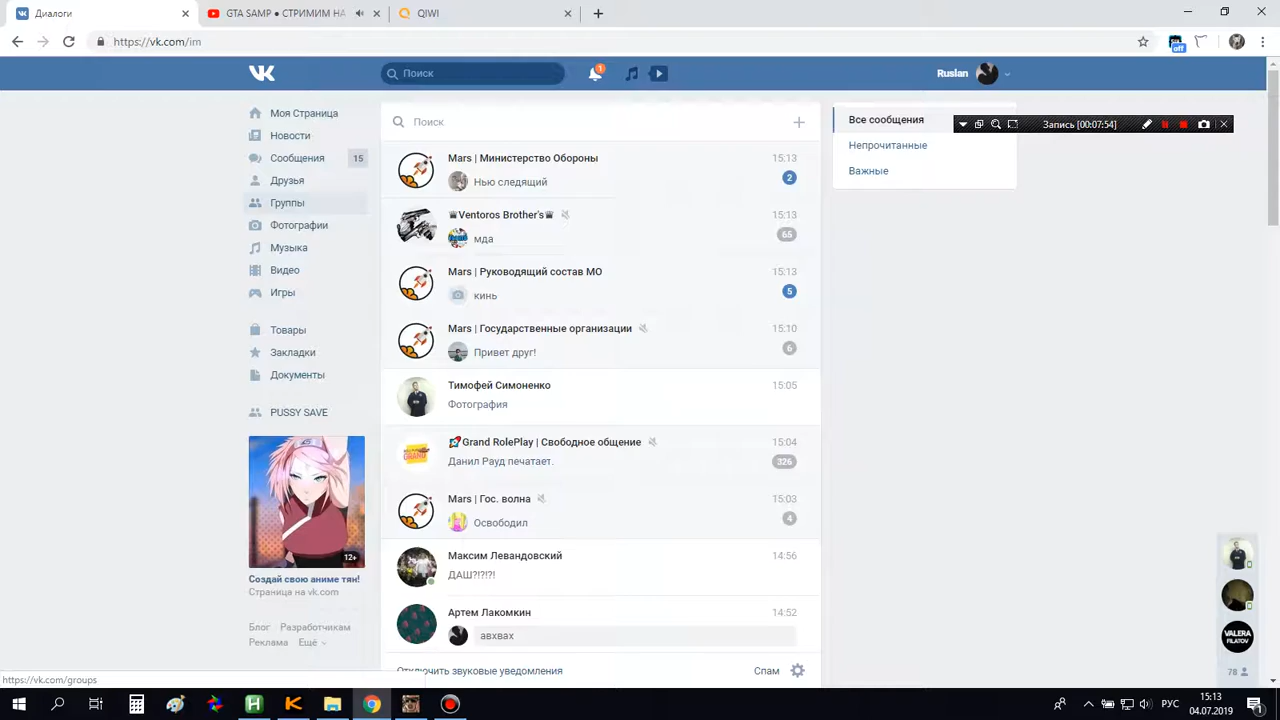 Диалоги
GTA SAMP ● СТРИМИМ НА
QIWI
https://vk.com/im
off
Поиск
1
Ruslan
Моя Страница
Новости
Сообщения 15
Друзья
Группы
Фотографии
Музыка
Видео
Игры
Товары
Закладки
Документы
PUSSY SAVE
12+
Создай свою аниме тян!
Страница на vk.com
Блог Разработчикам
Реклама Ещё
Поиск
Mars | Министерство Обороны 15:13
Нью следящий 2
♛Ventoros Brother's♛ 15:13
мда 65
Mars | Руководящий состав МО 15:13
кинь 5
Mars | Государственные организации 15:10
Привет друг! 6
Тимофей Симоненко 15:05
Фотография
🚀Grand RolePlay | Свободное общение 15:04
Данил Рауд печатает. 326
GRAND
Mars | Гос. волна 15:03
Освободил 4
Максим Левандовский 14:56
ДАШ?!?!?!
Артем Лакомкин 14:52
авхвах
Отключить звуковые уведомления Спам
Все сообщения
Непрочитанные
Важные
Запись [00:07:54]
VALERA
FILATOV
78
https://vk.com/groups
РУС
15:13
04.07.2019
1